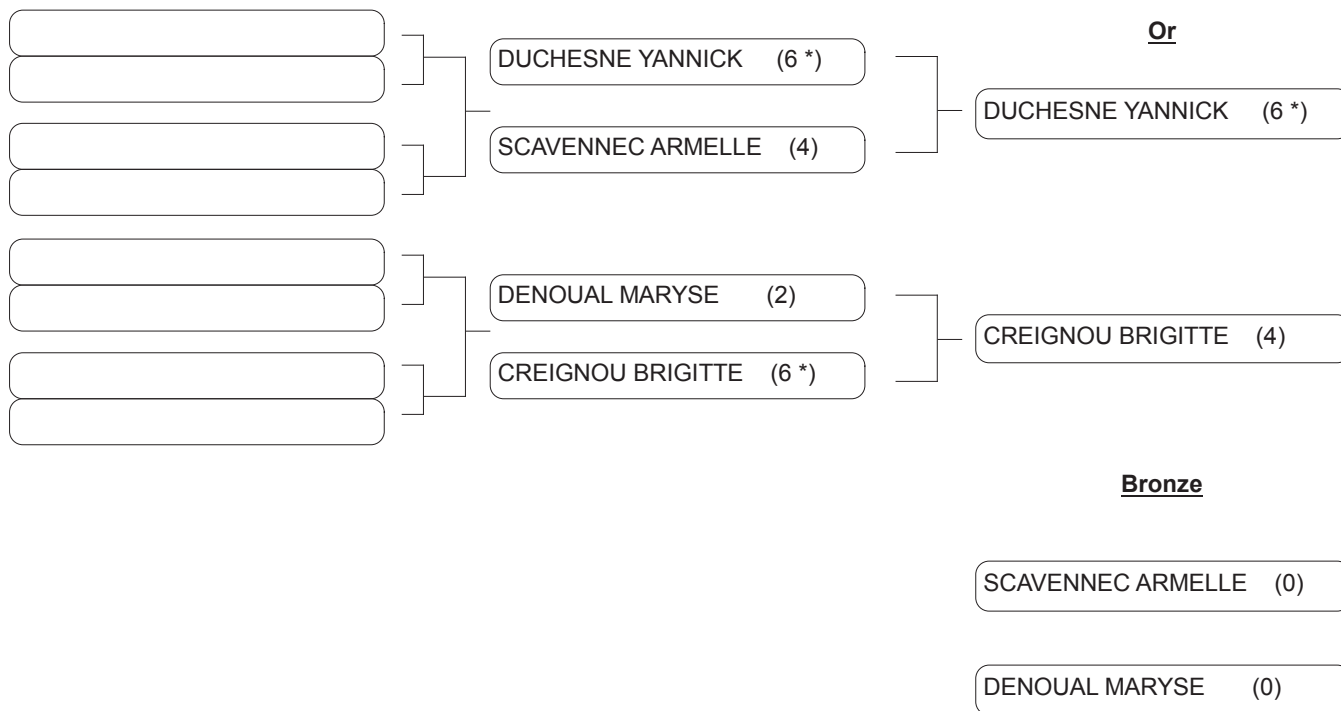 Or
DUCHESNE YANNICK (6 *)
SCAVENNEC ARMELLE (4)
DUCHESNE YANNICK (6 *)
DENOUAL MARYSE (2)
CREIGNOU BRIGITTE (6 *)
CREIGNOU BRIGITTE (4)
Bronze
SCAVENNEC ARMELLE (0)
DENOUAL MARYSE (0)